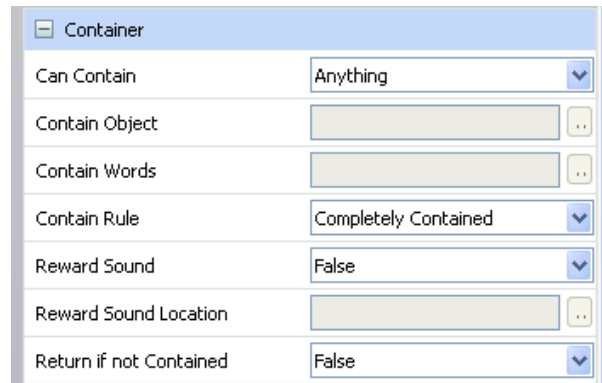 Container
Can Contain Anything
Contain Object ..
Contain Words ..
Contain Rule Completely Contained
Reward Sound False
Reward Sound Location ..
Return if not Contained False